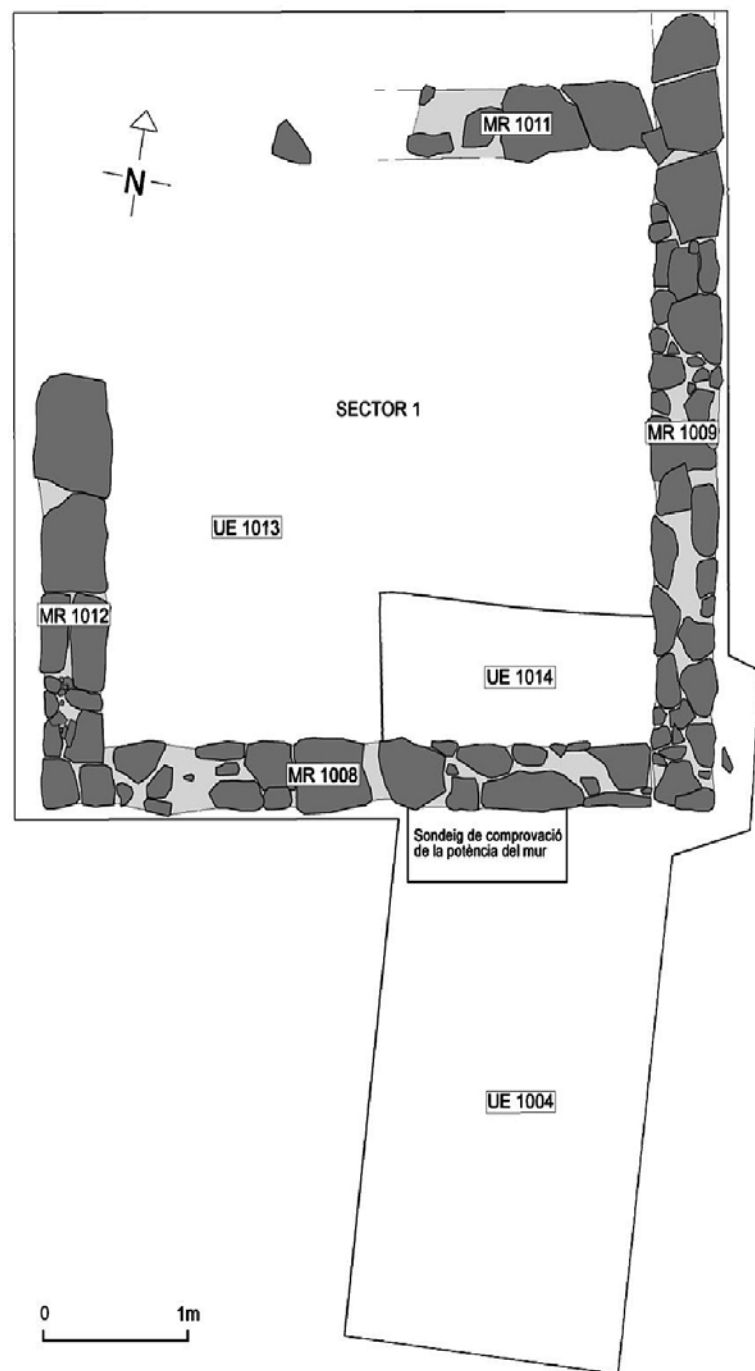 MR 1011
N
SECTOR 1
MR 1009
UE 1013
MR 1012
UE 1014
MR 1008
Sondeig de comprovació
de la potència del mur
UE 1004
0 1m